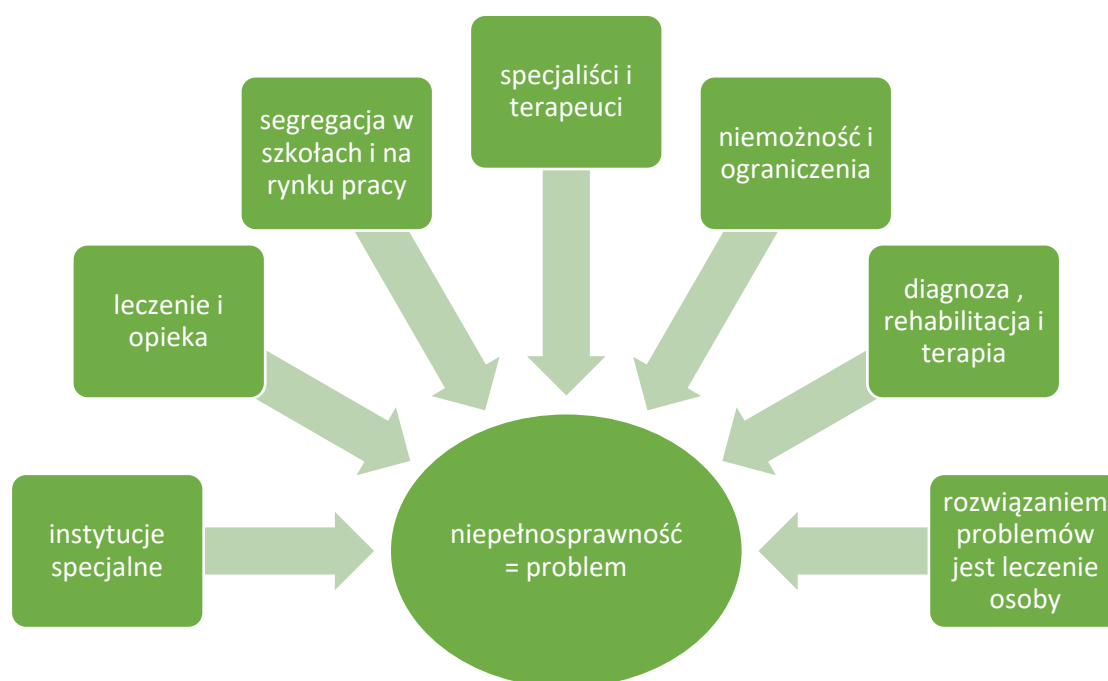 instytucje
specjalne
leczenie i
opieka
segregacja w
szkołach i na
rynku pracy
specjaliści i
terapeuci
niemożność i
ograniczenia
diagnoza ,
rehabilitacja i
terapia
rozwiązaniem
problemów
jest leczenie
osoby
niepełnosprawność
= problem